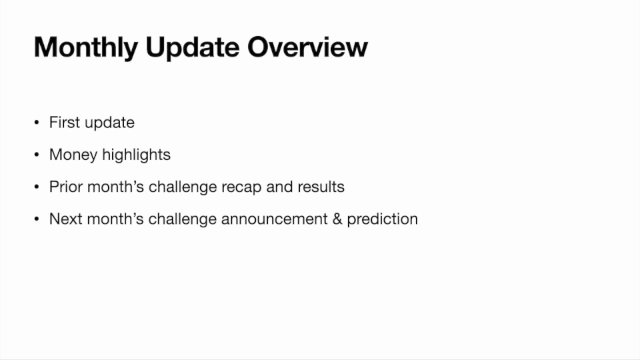 Monthly Update Overview
• First update
• Money highlights
• Prior month's challenge recap and results
• Next month's challenge announcement & prediction